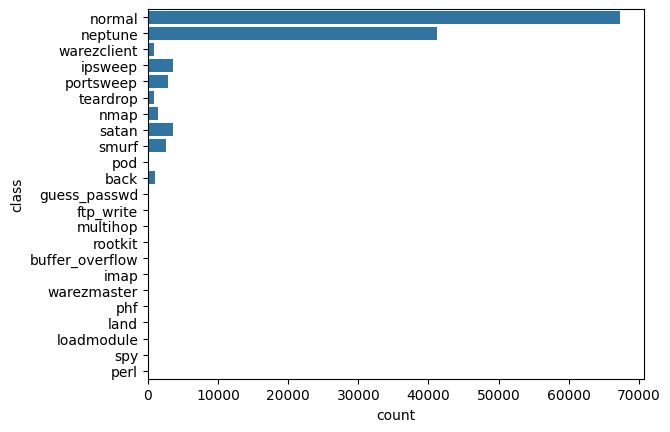 normal
neptune
warezclient
ipsweep
portsweep
teardrop
nmap
satan
smurf
pod
back
guess_passwd
ftp_write
multihop
rootkit
buffer_overflow
imap
warezmaster
phf
land
loadmodule
spy
perl
class
0 10000 20000 30000 40000 50000 60000 70000
count